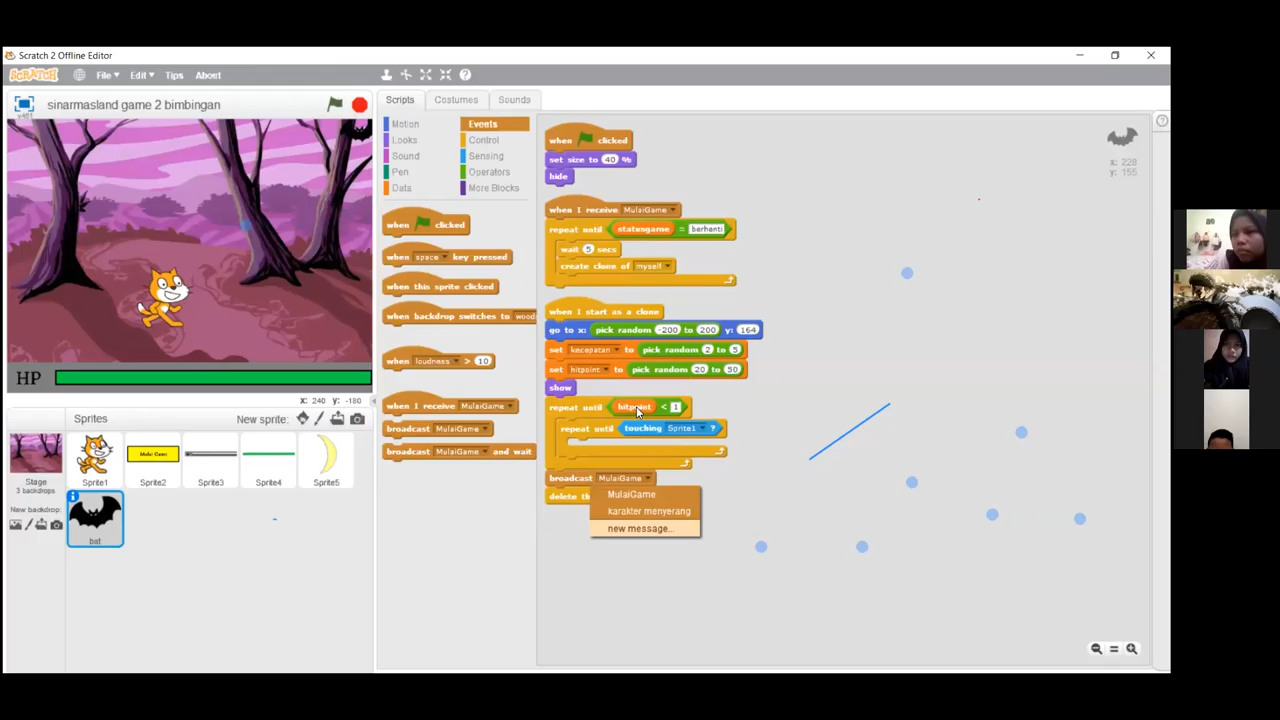 Scratch 2 Offline Editor
SCRATCH File Edit Tips About
sinarmasland game 2 bimbingan
v461
Scripts Costumes Sounds
Motion Events
Looks Control
Sound Sensing
Pen Operators
Data More Blocks
when clicked
when space key pressed
when this sprite clicked
when backdrop switches to wood
when loudness > 10
when I receive MulaiGame
broadcast MulaiGame
broadcast MulaiGame and wait
when clicked
set size to 40 %
hide
when I receive MulaiGame
repeat until statusgame = berhenti
wait 5 secs
create clone of myself
when I start as a clone
go to x: pick random -200 to 200 y: 164
set kecepatan to pick random 2 to 5
set hitpoint to pick random 20 to 50
show
repeat until hitpoint < 1
repeat until touching Sprite1 ?
broadcast MulaiGame
delete th
MulaiGame
karakter menyerang
new message...
x: 228
y: 155
HP
x: 240 y: -180
Sprites New sprite:
Stage
3 backdrops
New backdrop:
Sprite1
Sprite2
Sprite3
Sprite4
Sprite5
Mulai Game
bat